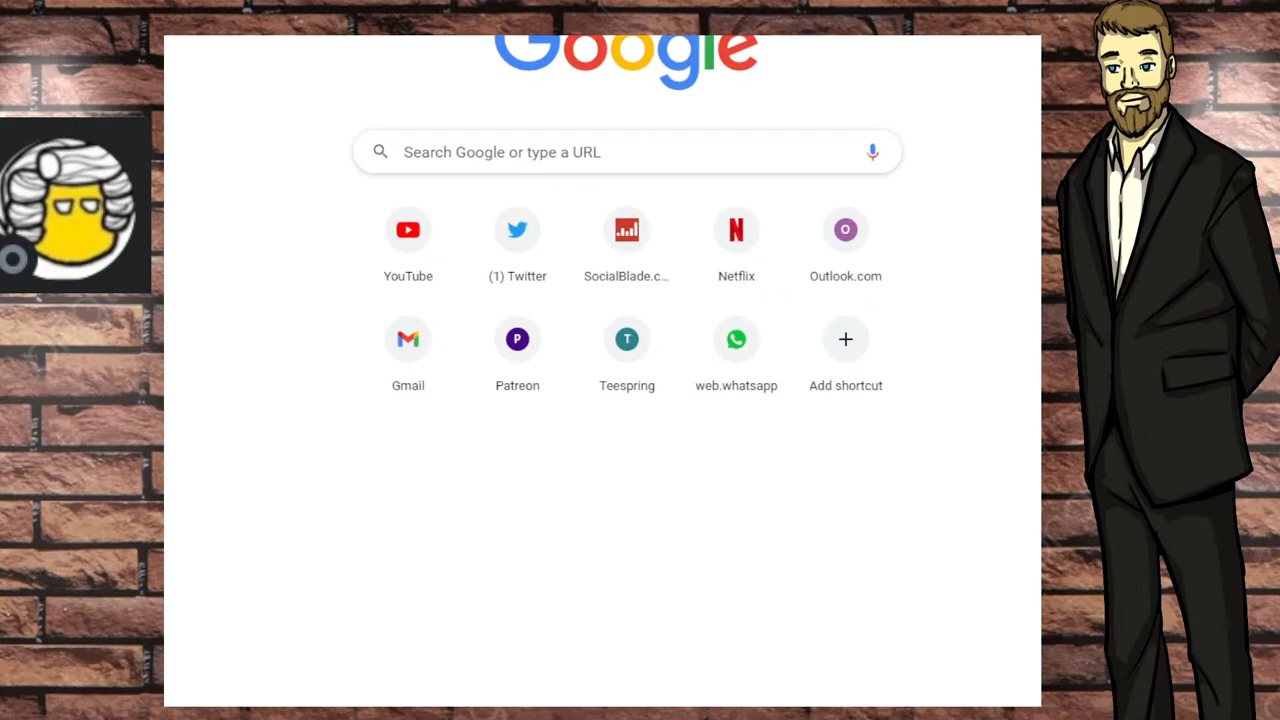 Google
Search Google or type a URL
YouTube
(1) Twitter
SocialBlade.c...
Netflix
O
Outlook.com
Gmail
P
Patreon
T
Teespring
web.whatsapp
Add shortcut